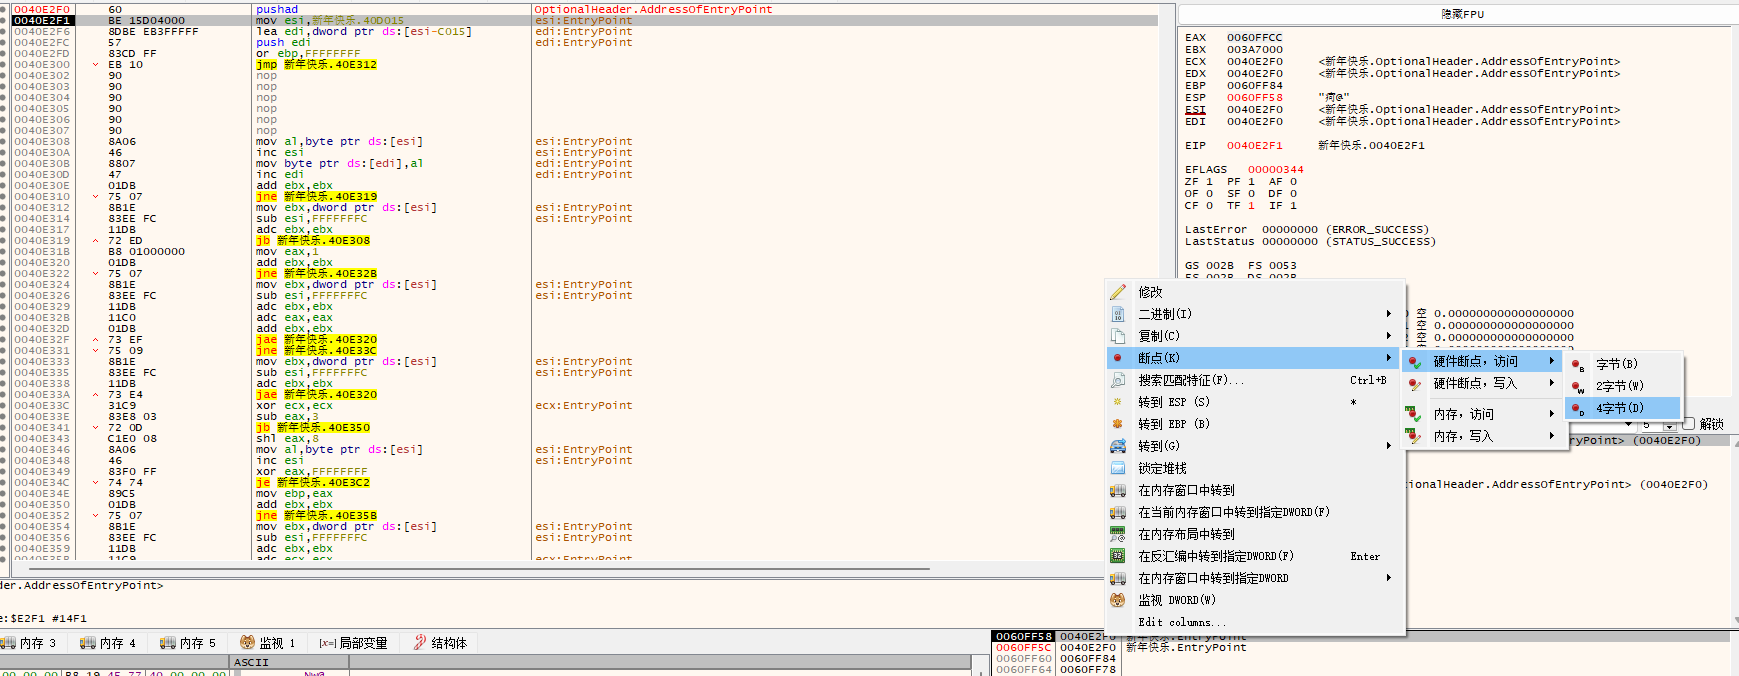 0040E2F0 60 pushad OptionalHeader.AddressOfEntryPoint
0040E2F1 BE 15D04000 mov esi,新年快乐.40D015 esi:EntryPoint
0040E2F6 8DBE EB3FFFFF lea edi,dword ptr ds:[esi-C015] edi:EntryPoint
0040E2FC 57 push edi edi:EntryPoint
0040E2FD 83CD FF or ebp,FFFFFFFF
0040E300 EB 10 jmp 新年快乐.40E312
0040E302 90 nop
0040E303 90 nop
0040E304 90 nop
0040E305 90 nop
0040E306 90 nop
0040E307 90 nop
0040E308 8A06 mov al,byte ptr ds:[esi] esi:EntryPoint
0040E30A 46 inc esi esi:EntryPoint
0040E30B 8807 mov byte ptr ds:[edi],al edi:EntryPoint
0040E30D 47 inc edi edi:EntryPoint
0040E30E 01DB add ebx,ebx
0040E310 75 07 jne 新年快乐.40E319
0040E312 8B1E mov ebx,dword ptr ds:[esi] esi:EntryPoint
0040E314 83EE FC sub esi,FFFFFFFC esi:EntryPoint
0040E317 11DB adc ebx,ebx
0040E319 72 ED jb 新年快乐.40E308
0040E31B B8 01000000 mov eax,1
0040E320 01DB add ebx,ebx
0040E322 75 07 jne 新年快乐.40E32B
0040E324 8B1E mov ebx,dword ptr ds:[esi] esi:EntryPoint
0040E326 83EE FC sub esi,FFFFFFFC esi:EntryPoint
0040E329 11DB adc ebx,ebx
0040E32B 11C0 adc eax,eax
0040E32D 01DB add ebx,ebx
0040E32F 73 EF jae 新年快乐.40E320
0040E331 75 09 jne 新年快乐.40E33C
0040E333 8B1E mov ebx,dword ptr ds:[esi] esi:EntryPoint
0040E335 83EE FC sub esi,FFFFFFFC esi:EntryPoint
0040E338 11DB adc ebx,ebx
0040E33A 73 E4 jae 新年快乐.40E320
0040E33C 31C9 xor ecx,ecx ecx:EntryPoint
0040E33E 83E8 03 sub eax,3
0040E341 72 0D jb 新年快乐.40E350
0040E343 C1E0 08 shl eax,8
0040E346 8A06 mov al,byte ptr ds:[esi] esi:EntryPoint
0040E348 46 inc esi esi:EntryPoint
0040E349 83F0 FF xor eax,FFFFFFFF
0040E34C 74 74 je 新年快乐.40E3C2
0040E34E 89C5 mov ebp,eax
0040E350 01DB add ebx,ebx
0040E352 75 07 jne 新年快乐.40E35B
0040E354 8B1E mov ebx,dword ptr ds:[esi] esi:EntryPoint
0040E356 83EE FC sub esi,FFFFFFFC esi:EntryPoint
0040E359 11DB adc ebx,ebx
0040E35B 11C9 adc ecx,ecx ecx:EntryPoint
der.AddressOfEntryPoint>
e:$E2F1 #14F1
内存 3 内存 4 内存 5 监视 1 [x=] 局部变量 结构体
ASCII
隐藏FPU
EAX 0060FFCC
EBX 003A7000
ECX 0040E2F0 <新年快乐.OptionalHeader.AddressOfEntryPoint>
EDX 0040E2F0 <新年快乐.OptionalHeader.AddressOfEntryPoint>
EBP 0060FF84
ESP 0060FF58
ESI 0040E2F0 <新年快乐.OptionalHeader.AddressOfEntryPoint>
EDI 0040E2F0 <新年快乐.OptionalHeader.AddressOfEntryPoint>
EIP 0040E2F1 新年快乐.0040E2F1
EFLAGS 00000344
ZF 1 PF 1 AF 0
OF 0 SF 0 DF 0
CF 0 TF 1 IF 1
LastError 00000000 (ERROR_SUCCESS)
LastStatus 00000000 (STATUS_SUCCESS)
GS 002B FS 0053
ES 002B DS 002B
空 0.000000000000000000
空 0.000000000000000000
空 0.000000000000000000
修改
二进制(I)
复制(C)
断点(K)
搜索匹配特征(F)... Ctrl+B
转到 ESP (S) *
转到 EBP (B)
转到(G)
锁定堆栈
在内存窗口中转到
在当前内存窗口中转到指定DWORD(F)
在内存布局中转到
在反汇编中转到指定DWORD(F) Enter
在内存窗口中转到指定DWORD
监视 DWORD(W)
Edit columns...
硬件断点, 访问
硬件断点, 写入
内存, 访问
内存, 写入
字节(B)
2字节(W)
4字节(D)
5 解锁
ryPoint> (0040E2F0)
tionalHeader.AddressOfEntryPoint> (0040E2F0)
0060FF58 0040E2F0 新年快乐.EntryPoint
0060FF5C 0040E2F0 新年快乐.EntryPoint
0060FF60 0060FF84
0060FF64 0060FF78